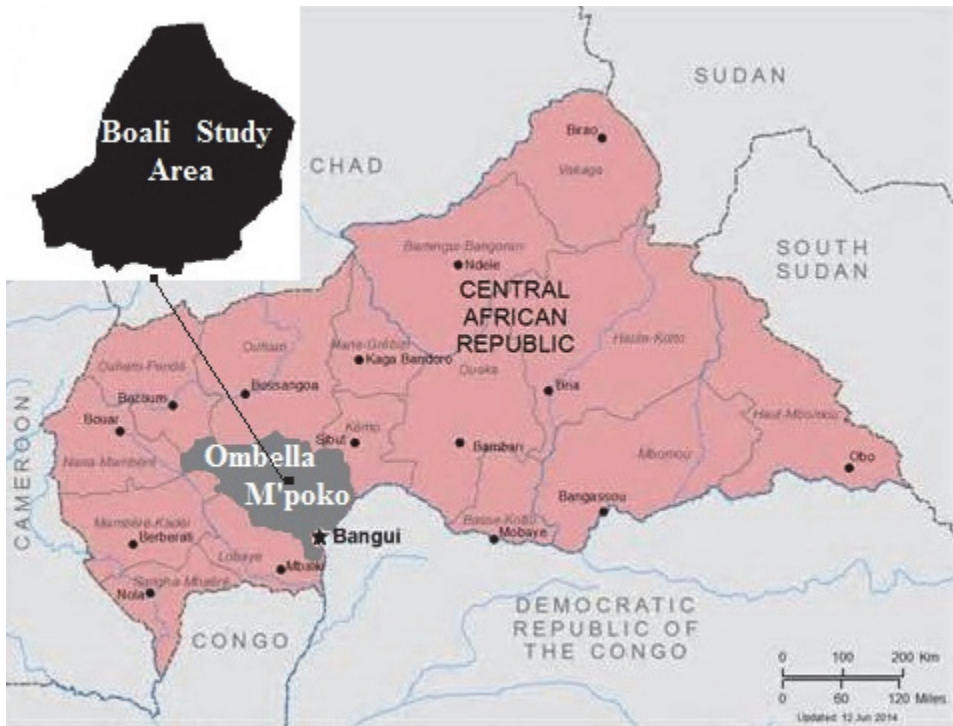 SUDAN
Boali Study
Area
Birao
Vakaga
CHAD
SOUTH
SUDAN
Bamingui-Bangoran
Ndele
CENTRAL
AFRICAN
REPUBLIC
Haute-Kotto
Ouham
Nana-Grébizi
Kaga Bandoro
Ouaka
Ouham-Pendé
Bossangoa
Bria
CAMEROON
Bozoum
Bouar
Haut-Mbomou
Kémo
Sibut
Bambari
Mbomou
Ombella
M'poko
Nana-Mambéré
Obo
Bangassou
Basse-Kotto
Mobaye
Mambéré-Kadéï
Berberati
Bangui
Lobaye
Mbaiki
Sangha-Mbaéré
Nola
CONGO
DEMOCRATIC
REPUBLIC OF
THE CONGO
0 100 200 Km
0 60 120 Miles
Updated: 12 Jun 2014